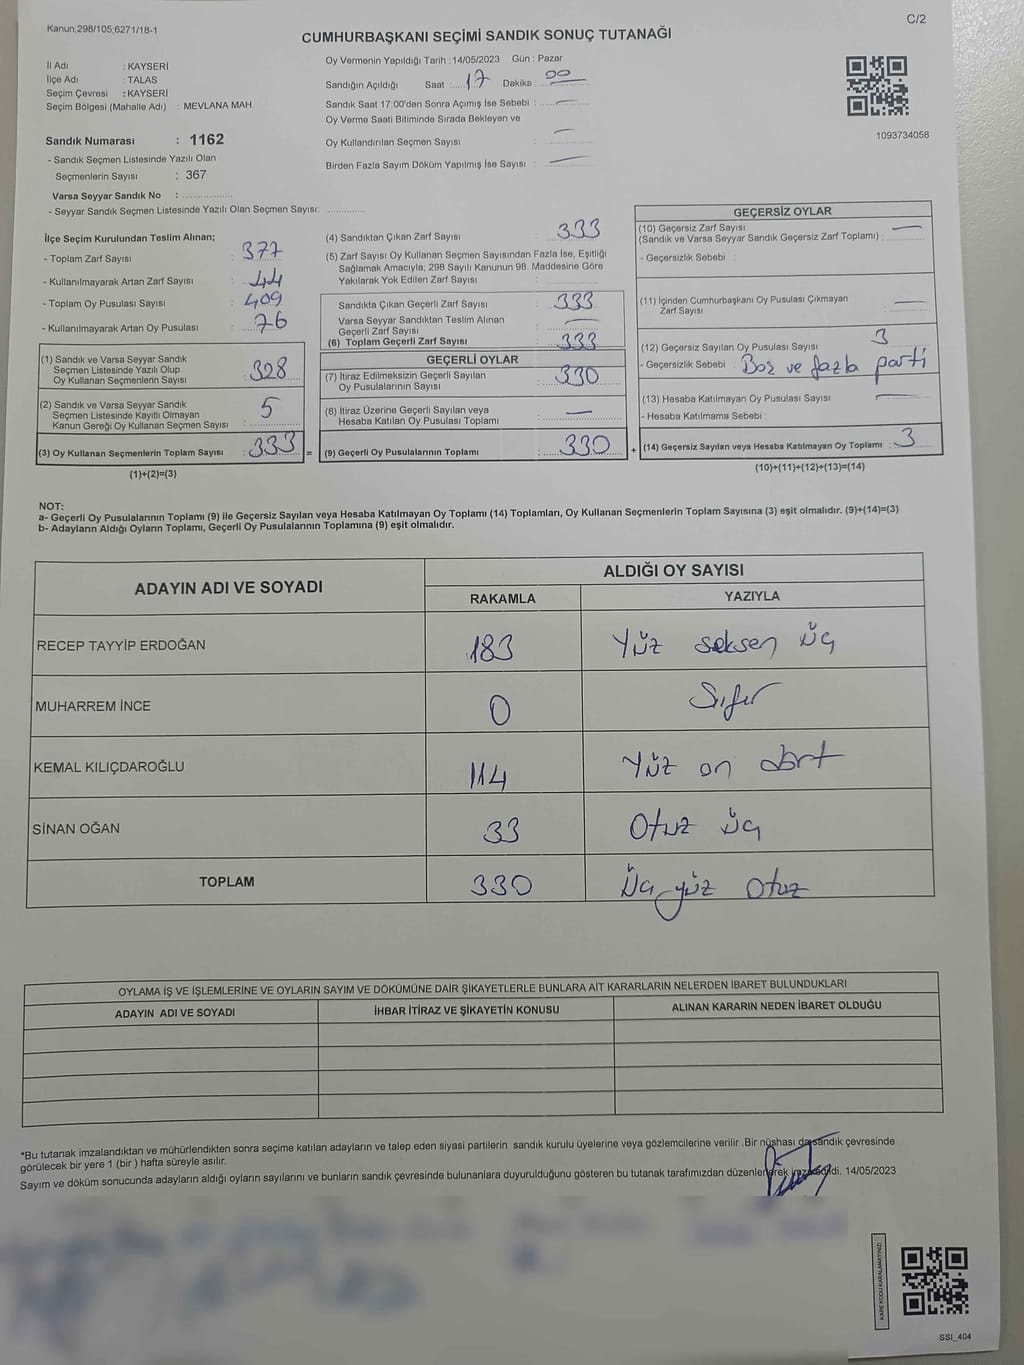 Kanun,298/105;6271/18-1
C/2
CUMHURBAŞKANI SEÇİMİ SANDIK SONUÇ TUTANAĞI
İl Adı : KAYSERİ
İlçe Adı : TALAS
Seçim Çevresi : KAYSERİ
Seçim Bölgesi (Mahalle Adı) : MEVLANA MAH.
Sandık Numarası : 1162
- Sandık Seçmen Listesinde Yazılı Olan
Seçmenlerin Sayısı : 367
Varsa Seyyar Sandık No :
- Seyyar Sandık Seçmen Listesinde Yazılı Olan Seçmen Sayısı:
Oy Vermenin Yapıldığı Tarih : 14/05/2023 Gün : Pazar
Sandığın Açıldığı Saat : 17 Dakika : 00
Sandık Saat 17:00'den Sonra Açımış İse Sebebi : —
Oy Verme Saati Bitiminde Sırada Bekleyen ve
Oy Kullandırılan Seçmen Sayısı : —
Birden Fazla Sayım Döküm Yapılmış İse Sayısı : —
1093734058
İlçe Seçim Kurulundan Teslim Alınan;
- Toplam Zarf Sayısı : 377
- Kullanılmayarak Artan Zarf Sayısı : 44
- Toplam Oy Pusulası Sayısı : 409
- Kullanılmayarak Artan Oy Pusulası : 76
(1) Sandık ve Varsa Seyyar Sandık
Seçmen Listesinde Yazılı Olup
Oy Kullanan Seçmenlerin Sayısı : 328
(2) Sandık ve Varsa Seyyar Sandık
Seçmen Listesinde Kayıtlı Olmayan
Kanun Gereği Oy Kullanan Seçmen Sayısı : 5
(3) Oy Kullanan Seçmenlerin Toplam Sayısı : 333 =
(1)+(2)=(3)
(4) Sandıktan Çıkan Zarf Sayısı : 333
(5) Zarf Sayısı Oy Kullanan Seçmen Sayısından Fazla İse, Eşitliği
Sağlamak Amacıyla; 298 Sayılı Kanunun 98. Maddesine Göre
Yakılarak Yok Edilen Zarf Sayısı :
Sandıkta Çıkan Geçerli Zarf Sayısı : 333
Varsa Seyyar Sandıktan Teslim Alınan
Geçerli Zarf Sayısı : —
(6) Toplam Geçerli Zarf Sayısı : 333
GEÇERLİ OYLAR
(7) İtiraz Edilmeksizin Geçerli Sayılan
Oy Pusulalarının Sayısı : 330
(8) İtiraz Üzerine Geçerli Sayılan veya
Hesaba Katılan Oy Pusulası Toplamı : —
(9) Geçerli Oy Pusulalarının Toplamı : 330 +
GEÇERSİZ OYLAR
(10) Geçersiz Zarf Sayısı
(Sandık ve Varsa Seyyar Sandık Geçersiz Zarf Toplamı) : —
- Geçersizlik Sebebi :
(11) İçinden Cumhurbaşkanı Oy Pusulası Çıkmayan
Zarf Sayısı : —
(12) Geçersiz Sayılan Oy Pusulası Sayısı : 3
- Geçersizlik Sebebi : Boş ve fazla parti
(13) Hesaba Katılmayan Oy Pusulası Sayısı : —
- Hesaba Katılmama Sebebi :
(14) Geçersiz Sayılan veya Hesaba Katılmayan Oy Toplamı : 3
(10)+(11)+(12)+(13)=(14)
NOT:
a- Geçerli Oy Pusulalarının Toplamı (9) ile Geçersiz Sayılan veya Hesaba Katılmayan Oy Toplamı (14) Toplamları, Oy Kullanan Seçmenlerin Toplam Sayısına (3) eşit olmalıdır. (9)+(14)=(3)
b- Adayların Aldığı Oyların Toplamı, Geçerli Oy Pusulalarının Toplamına (9) eşit olmalıdır.
ADAYIN ADI VE SOYADI
ALDIĞI OY SAYISI
RAKAMLA YAZIYLA
RECEP TAYYİP ERDOĞAN 183 Yüz seksen üç
MUHARREM İNCE 0 Sıfır
KEMAL KILIÇDAROĞLU 114 Yüz on dört
SİNAN OĞAN 33 Otuz üç
TOPLAM 330 Üç yüz otuz
OYLAMA İŞ VE İŞLEMLERİNE VE OYLARIN SAYIM VE DÖKÜMÜNE DAİR ŞİKAYETLERLE BUNLARA AİT KARARLARIN NELERDEN İBARET BULUNDUKLARI
ADAYIN ADI VE SOYADI İHBAR İTİRAZ VE ŞİKAYETİN KONUSU ALINAN KARARIN NEDEN İBARET OLDUĞU
*Bu tutanak imzalandıktan ve mühürlendikten sonra seçime katılan adayların ve talep eden siyasi partilerin sandık kurulu üyelerine veya gözlemcilerine verilir .Bir nüshası da sandık çevresinde
görülecek bir yere 1 (bir ) hafta süreyle asılır.
Sayım ve döküm sonucunda adayların aldığı oyların sayılarını ve bunların sandık çevresinde bulunanlara duyurulduğunu gösteren bu tutanak tarafımızdan düzenlenerek imza edildi. 14/05/2023
KARE KODU KARALAMAYINIZ!
SSI_404